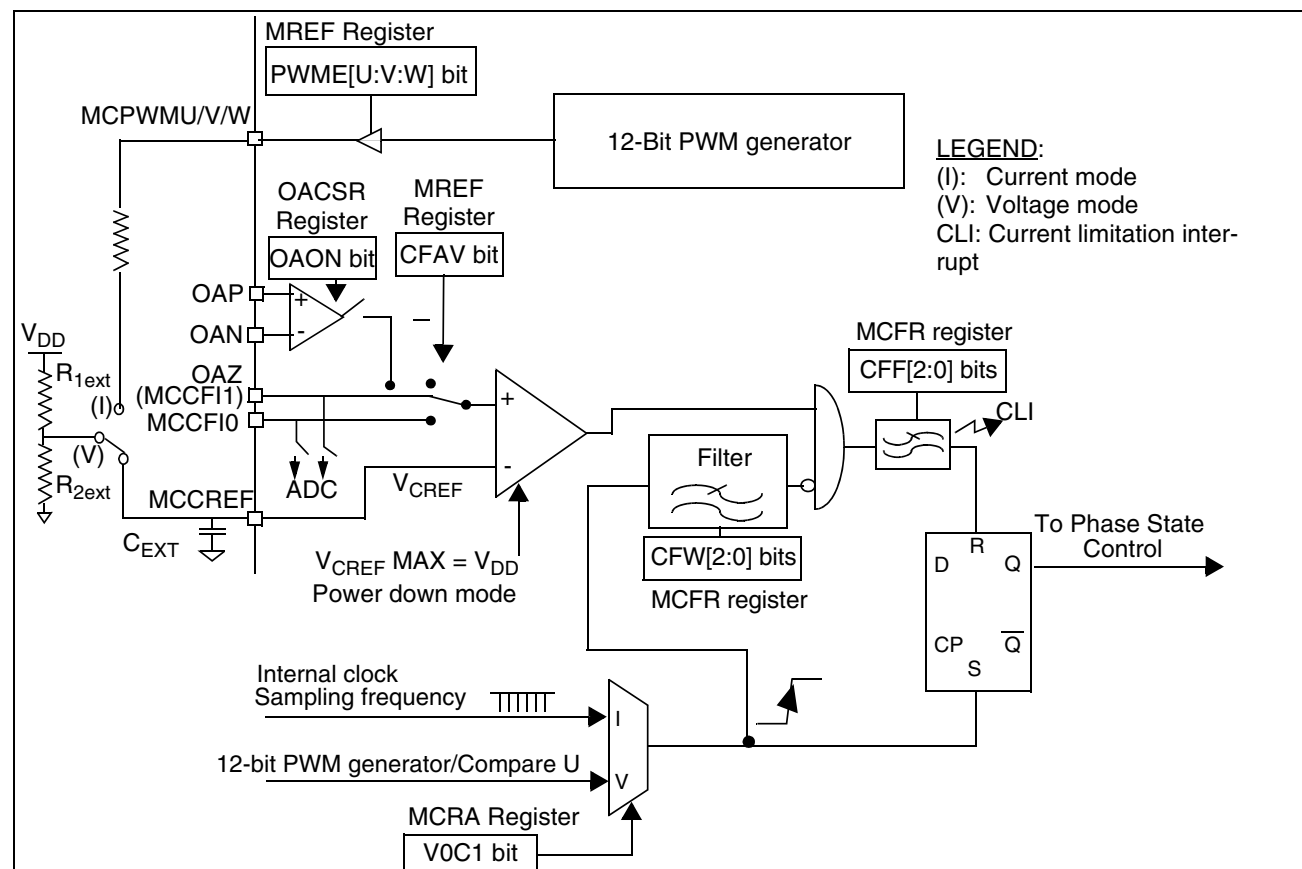 MREF Register
PWME[U:V:W] bit
MCPWMU/V/W
12-Bit PWM generator
LEGEND:
(I): Current mode
(V): Voltage mode
CLI: Current limitation inter-
rupt
OACSR
Register
OAON bit
MREF
Register
CFAV bit
OAP
+
OAN
-
VDD
R1ext
(I)
(V)
R2ext
OAZ
(MCCFI1)
MCCFI0
MCCREF
CEXT
ADC
VCREF
+
-
VCREF MAX = VDD
Power down mode
MCFR register
CFF[2:0] bits
CLI
Filter
CFW[2:0] bits
MCFR register
R
D
Q
CP
Q
S
To Phase State
Control
Internal clock
Sampling frequency
I
12-bit PWM generator/Compare U
V
MCRA Register
V0C1 bit